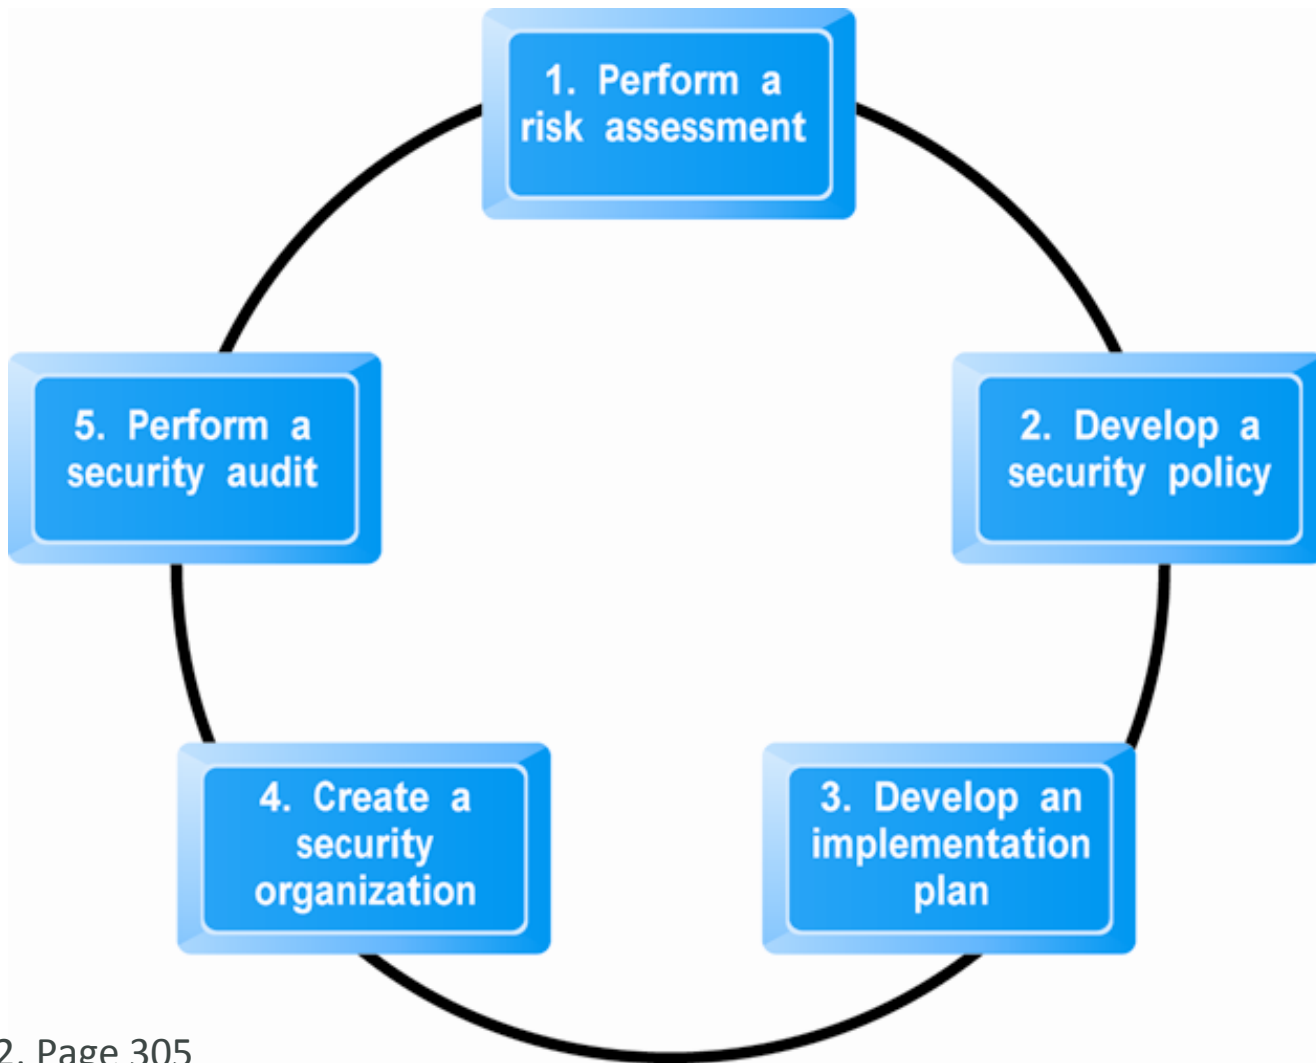 1. Perform a
risk assessment
2. Develop a
security policy
3. Develop an
implementation
plan
4. Create a
security
organization
5. Perform a
security audit
2. Page 305